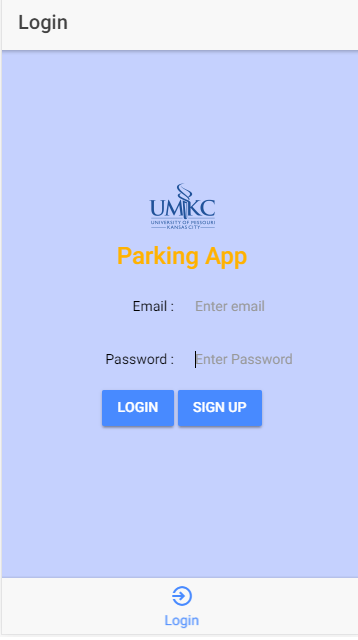 Login
UMKC
UNIVERSITY OF MISSOURI
KANSAS CITY
Parking App
Email : Enter email
Password : Enter Password
LOGIN SIGN UP
Login